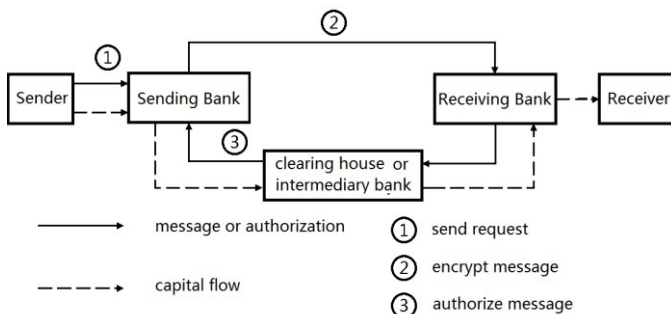 ②
①
Sender
Sending Bank
Receiving Bank
Receiver
③
clearing house or
intermediary bank
message or authorization
① send request
② encrypt message
capital flow
③ authorize message